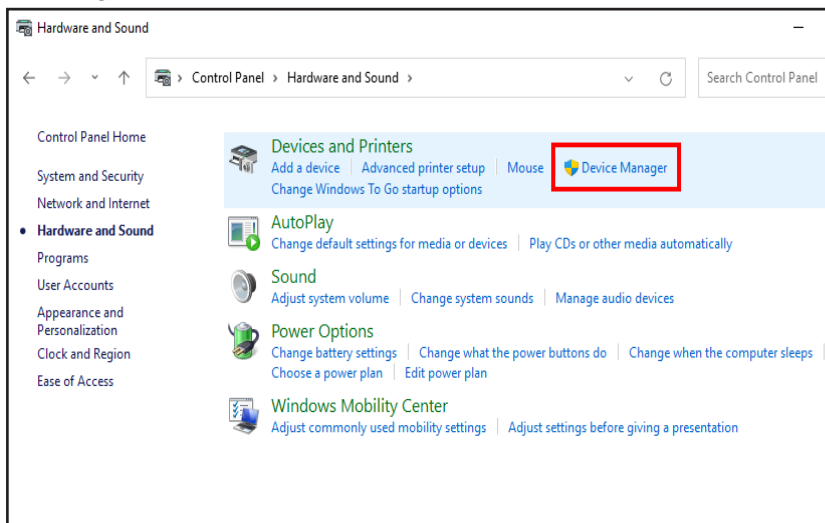 Hardware and Sound
Control Panel > Hardware and Sound >
Search Control Panel
Control Panel Home
System and Security
Network and Internet
Hardware and Sound
Programs
User Accounts
Appearance and
Personalization
Clock and Region
Ease of Access
Devices and Printers
Add a device | Advanced printer setup | Mouse | Device Manager
Change Windows To Go startup options
AutoPlay
Change default settings for media or devices | Play CDs or other media automatically
Sound
Adjust system volume | Change system sounds | Manage audio devices
Power Options
Change battery settings | Change what the power buttons do | Change when the computer sleeps |
Choose a power plan | Edit power plan
Windows Mobility Center
Adjust commonly used mobility settings | Adjust settings before giving a presentation